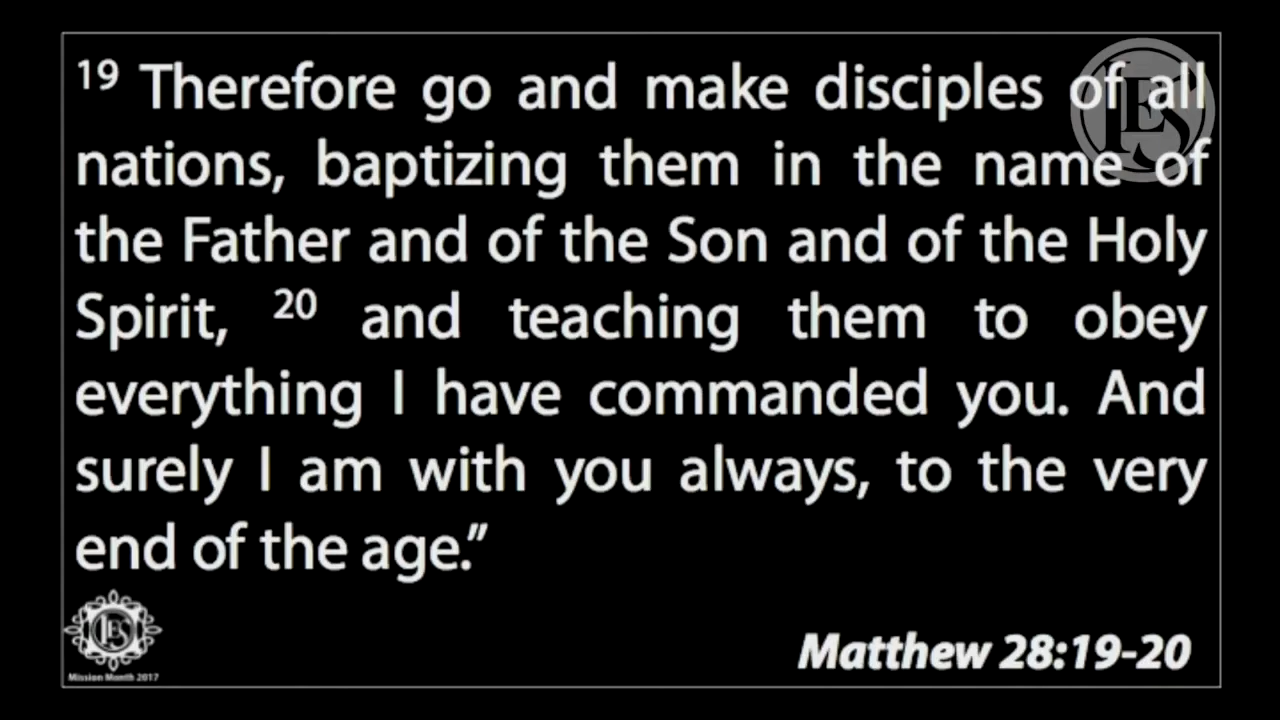 19 Therefore go and make disciples of all
nations, baptizing them in the name of
the Father and of the Son and of the Holy
Spirit, 20 and teaching them to obey
everything I have commanded you. And
surely I am with you always, to the very
end of the age.”
Matthew 28:19-20
Mission Month 2017